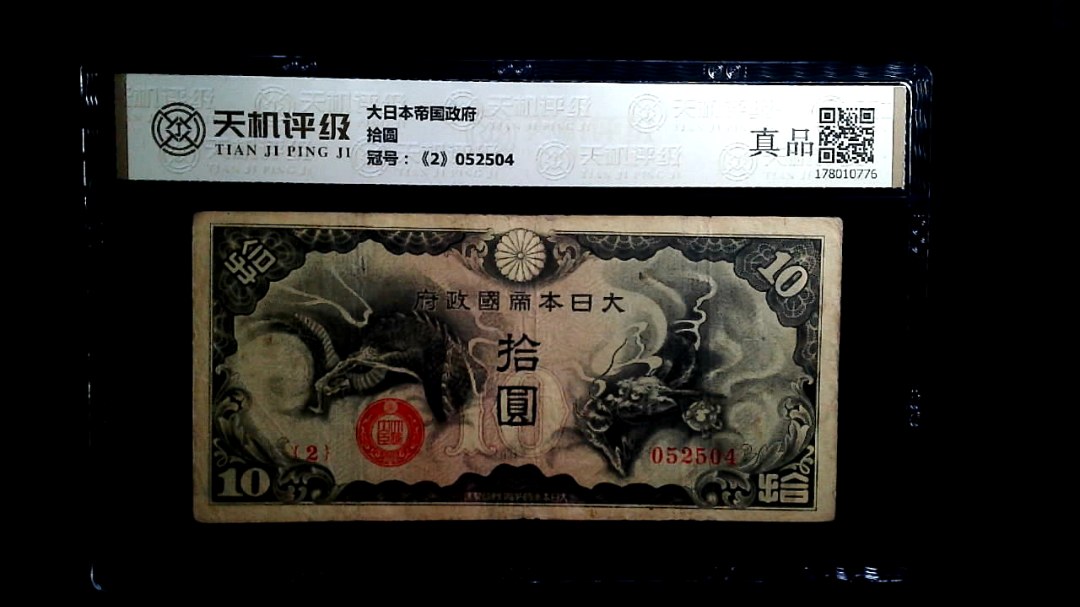 天机评级
TIAN JI PING JI
大日本帝国政府
拾圆
冠号：《2》052504
真品
178010776
10
府政國帝本日大
拾
圓
10
{2}
052504
10
拾